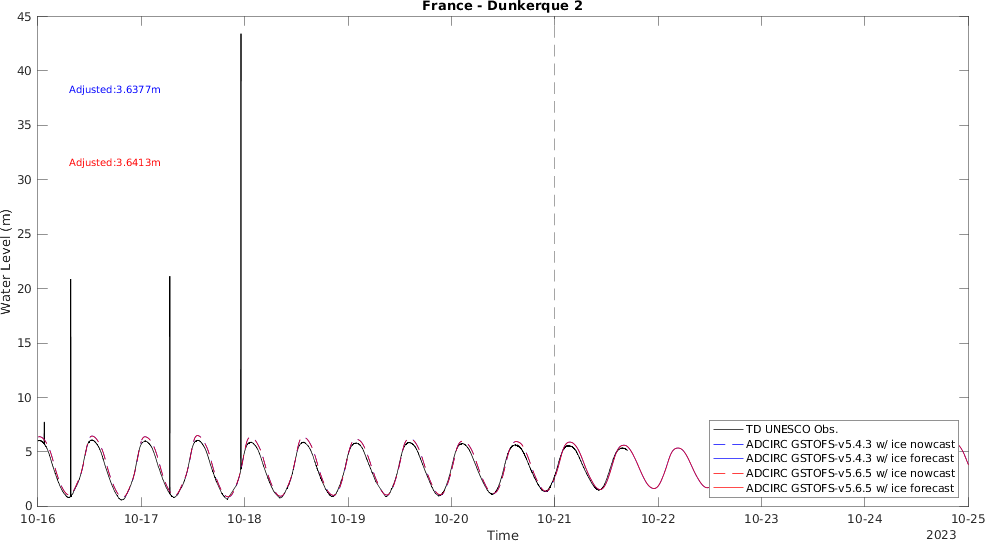 France - Dunkerque 2
45
40
35
30
25
20
15
10
5
0
Water Level (m)
Adjusted:3.6377m
Adjusted:3.6413m
TD UNESCO Obs.
ADCIRC GSTOFS-v5.4.3 w/ ice nowcast
ADCIRC GSTOFS-v5.4.3 w/ ice forecast
ADCIRC GSTOFS-v5.6.5 w/ ice nowcast
ADCIRC GSTOFS-v5.6.5 w/ ice forecast
10-16 10-17 10-18 10-19 10-20 10-21 10-22 10-23 10-24 10-25
Time
2023